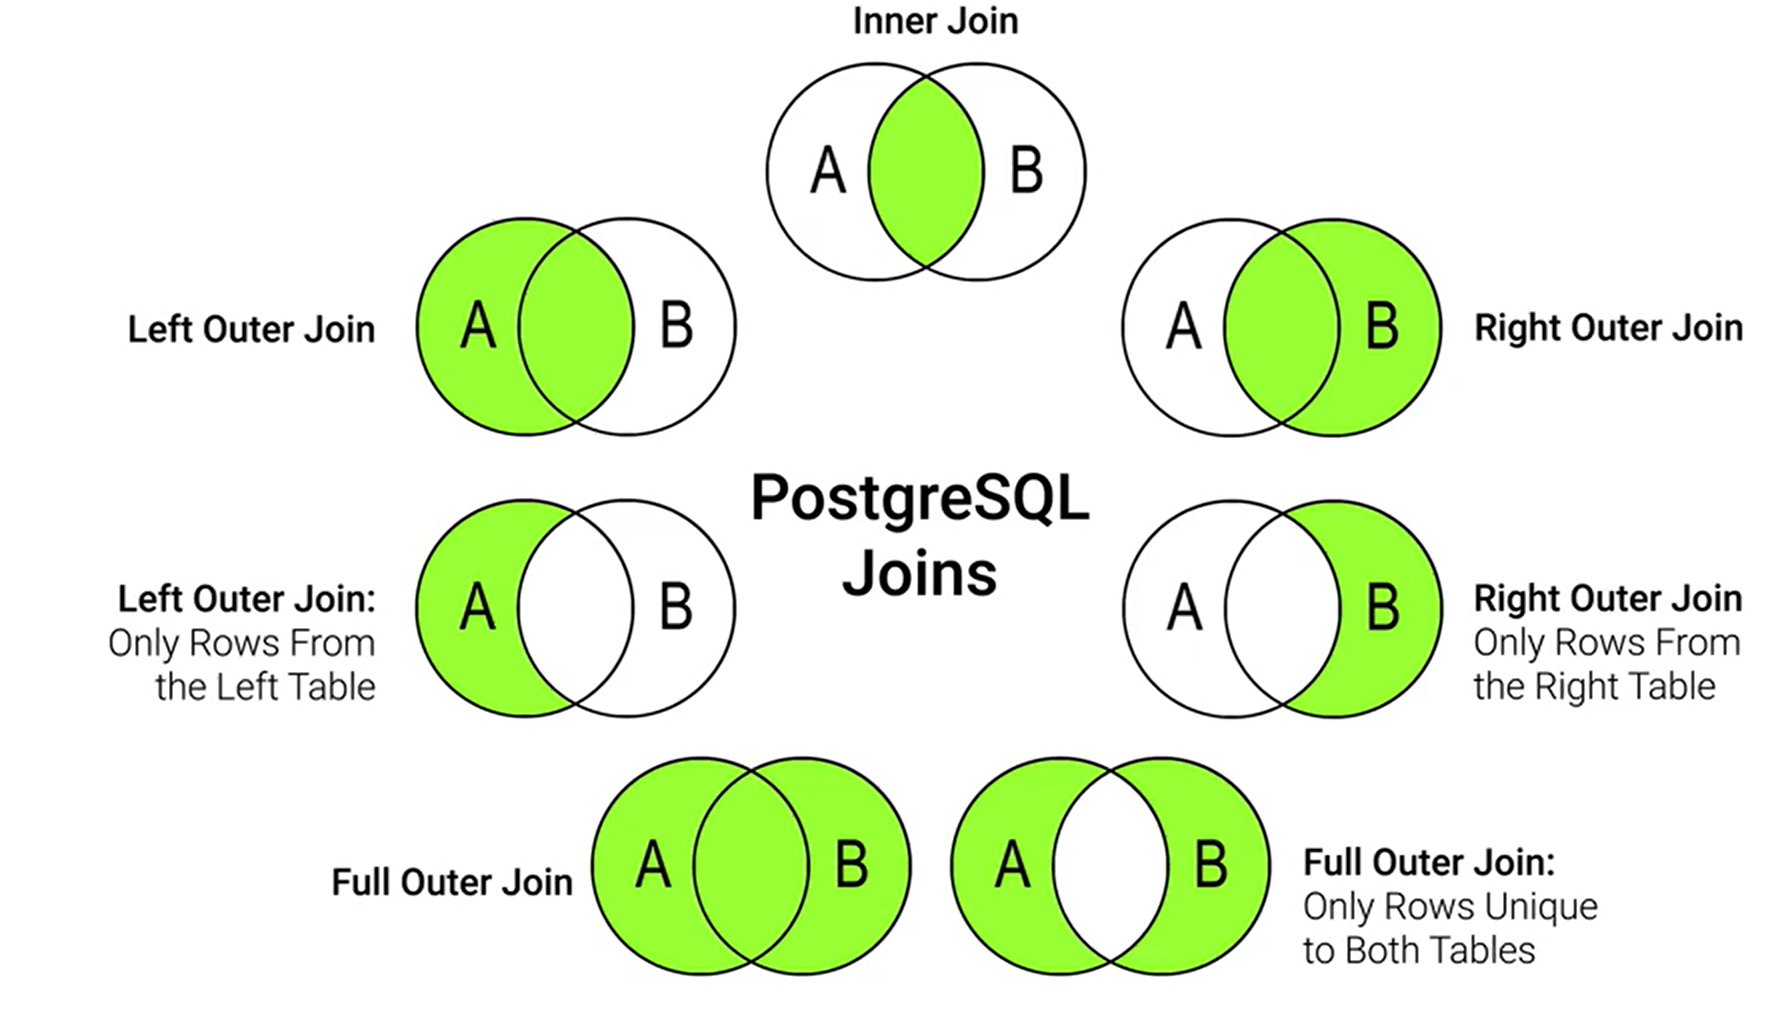 Inner Join
A
B
Left Outer Join
A
B
A
B
Right Outer Join
PostgreSQL
Joins
Left Outer Join:
Only Rows From
the Left Table
A
B
A
B
Right Outer Join
Only Rows From
the Right Table
Full Outer Join
A
B
A
B
Full Outer Join:
Only Rows Unique
to Both Tables